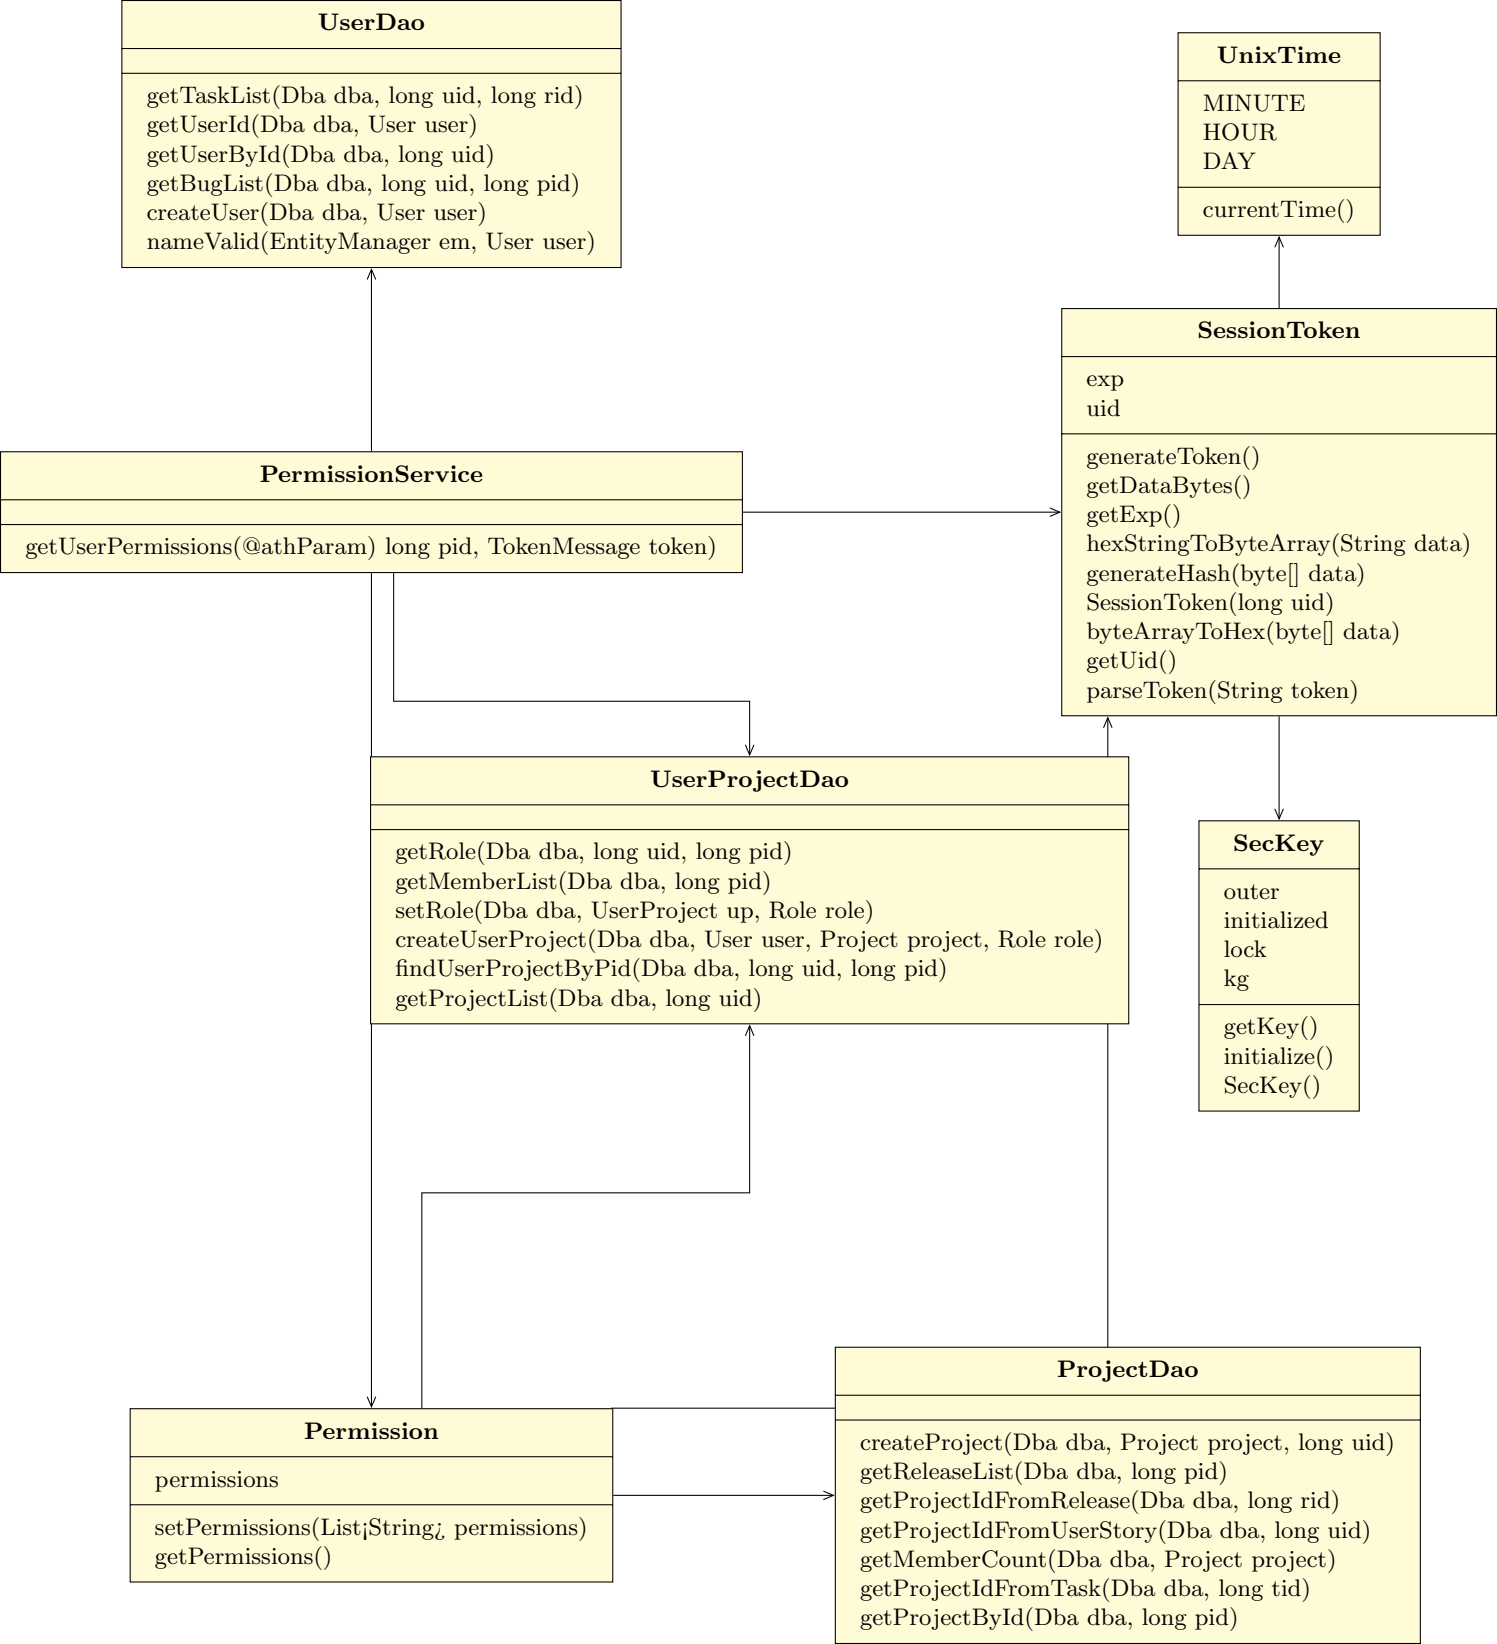 UserDao
getTaskList(Dba dba, long uid, long rid)
getUserId(Dba dba, User user)
getUserById(Dba dba, long uid)
getBugList(Dba dba, long uid, long pid)
createUser(Dba dba, User user)
nameValid(EntityManager em, User user)
UnixTime
MINUTE
HOUR
DAY
currentTime()
SessionToken
exp
uid
generateToken()
getDataBytes()
getExp()
hexStringToByteArray(String data)
generateHash(byte[] data)
SessionToken(long uid)
byteArrayToHex(byte[] data)
getUid()
parseToken(String token)
PermissionService
getUserPermissions(@athParam) long pid, TokenMessage token)
UserProjectDao
getRole(Dba dba, long uid, long pid)
getMemberList(Dba dba, long pid)
setRole(Dba dba, UserProject up, Role role)
createUserProject(Dba dba, User user, Project project, Role role)
findUserProjectByPid(Dba dba, long uid, long pid)
getProjectList(Dba dba, long uid)
SecKey
outer
initialized
lock
kg
getKey()
initialize()
SecKey()
Permission
permissions
setPermissions(List¡String¿ permissions)
getPermissions()
ProjectDao
createProject(Dba dba, Project project, long uid)
getReleaseList(Dba dba, long pid)
getProjectIdFromRelease(Dba dba, long rid)
getProjectIdFromUserStory(Dba dba, long uid)
getMemberCount(Dba dba, Project project)
getProjectIdFromTask(Dba dba, long tid)
getProjectById(Dba dba, long pid)